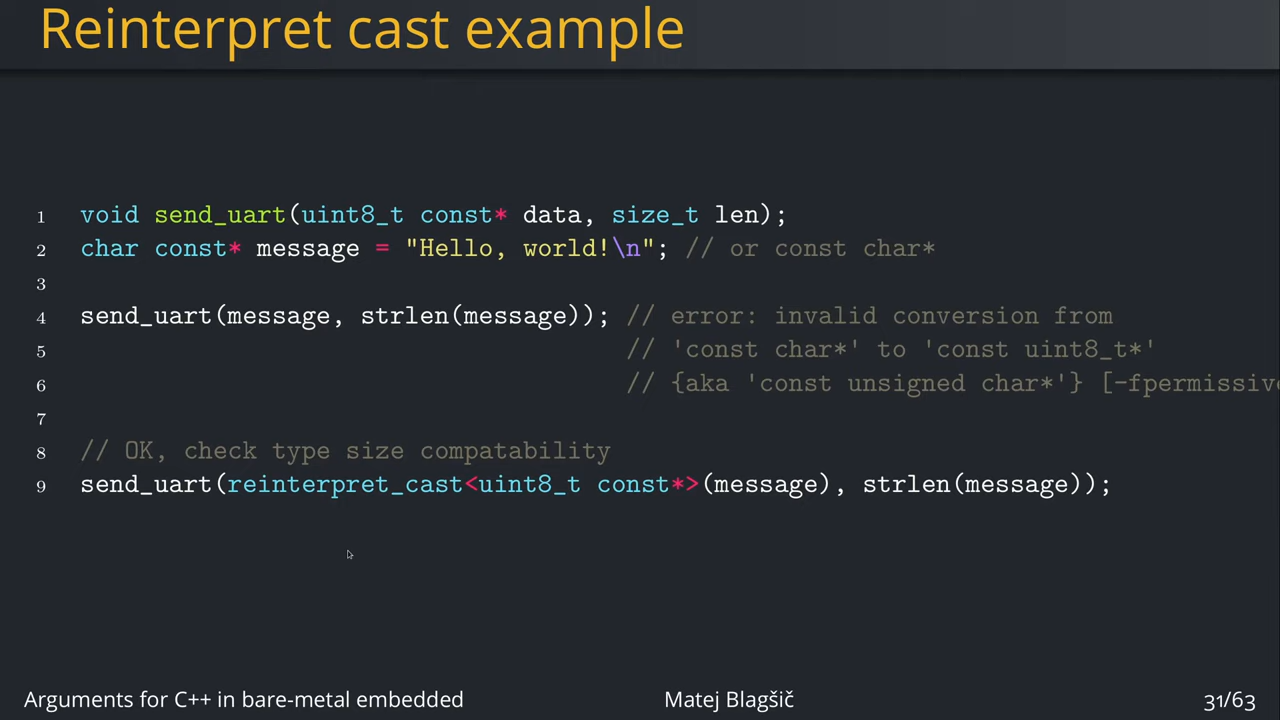 Reinterpret cast example
1 void send_uart(uint8_t const* data, size_t len);
2 char const* message = "Hello, world!\n"; // or const char*
3
4 send_uart(message, strlen(message)); // error: invalid conversion from
5 // 'const char*' to 'const uint8_t*'
6 // {aka 'const unsigned char*'} [-fpermissive
7
8 // OK, check type size compatability
9 send_uart(reinterpret_cast<uint8_t const*>(message), strlen(message));
Arguments for C++ in bare-metal embedded Matej Blagšič 31/63